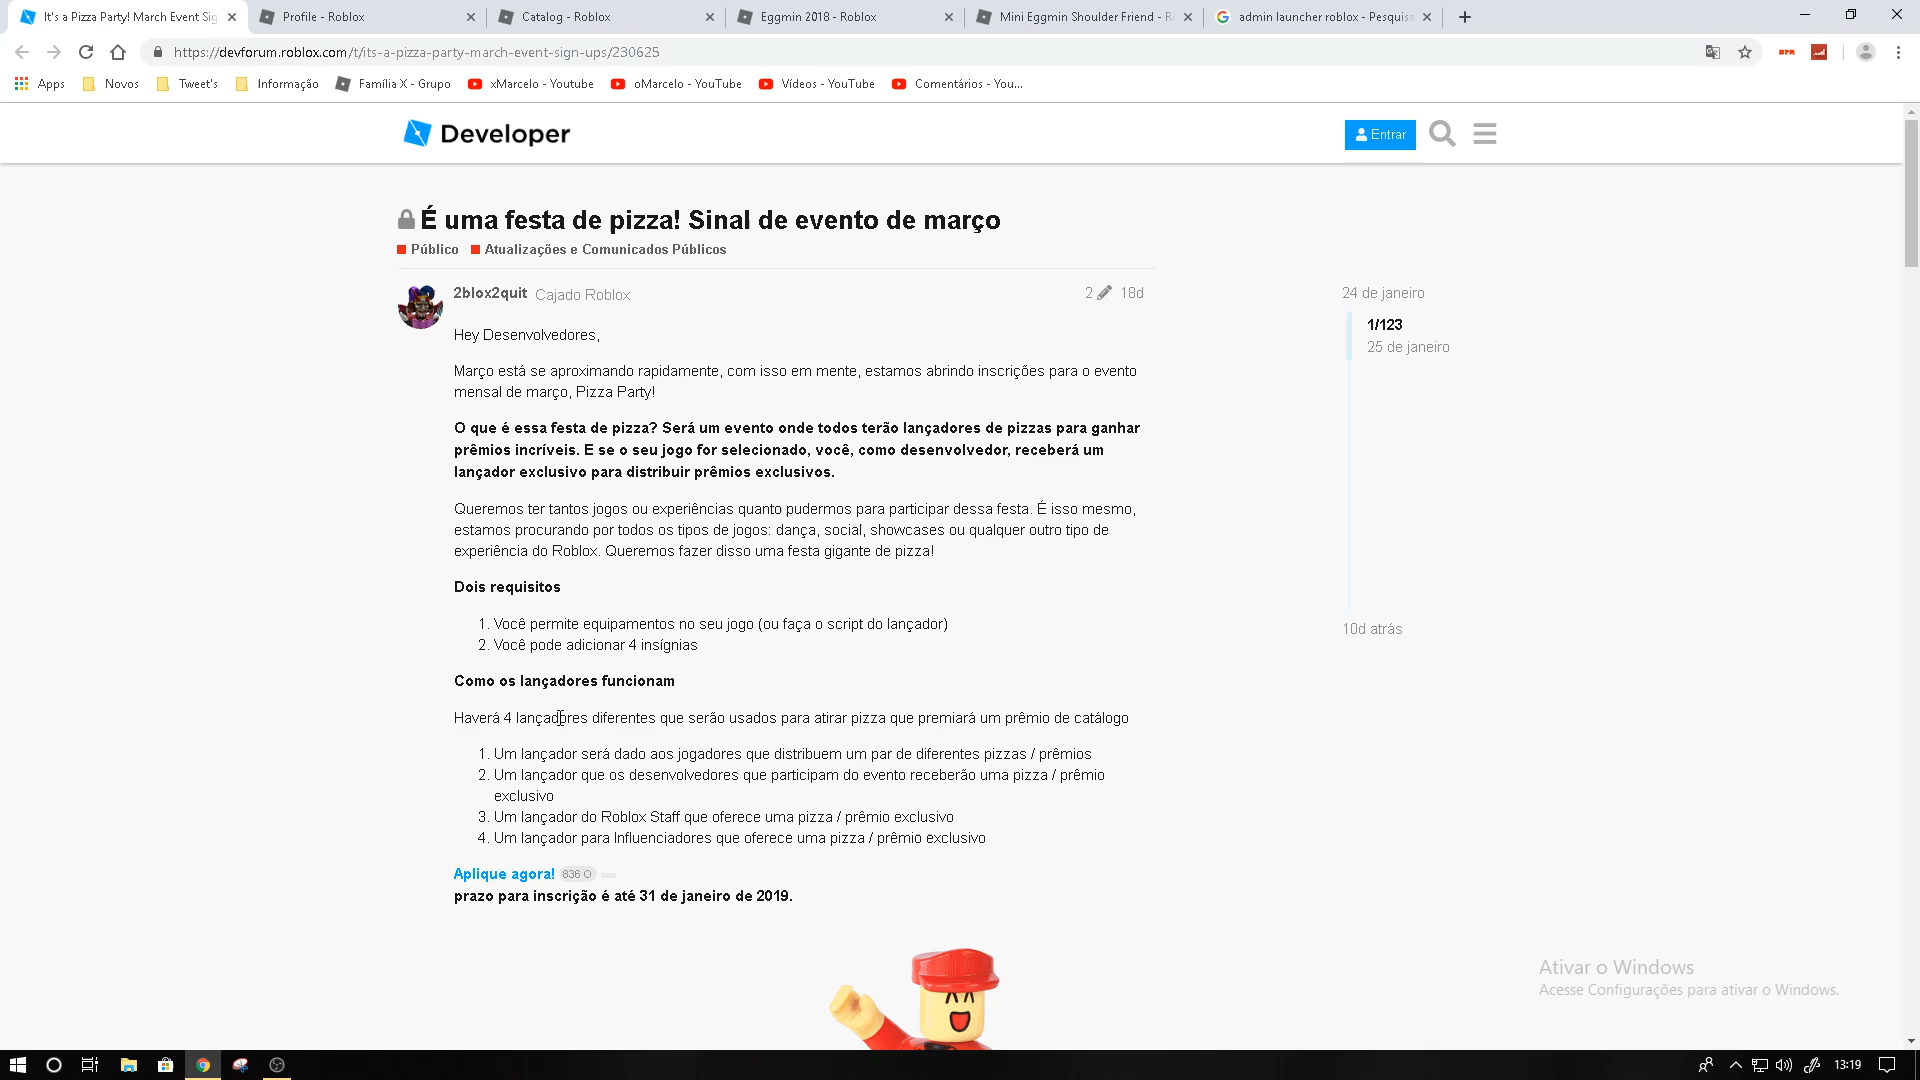 It's a Pizza Party! March Event Sig
Profile - Roblox
Catalog - Roblox
Eggmin 2018 - Roblox
Mini Eggmin Shoulder Friend - R
admin launcher roblox - Pesquisa
https://devforum.roblox.com/t/its-a-pizza-party-march-event-sign-ups/230625
Apps
Novos
Tweet's
Informação
Família X - Grupo
xMarcelo - Youtube
oMarcelo - YouTube
Vídeos - YouTube
Comentários - You...
Developer
Entrar
É uma festa de pizza! Sinal de evento de março
Público
Atualizações e Comunicados Públicos
2blox2quit Cajado Roblox
2
18d
Hey Desenvolvedores,
Março está se aproximando rapidamente, com isso em mente, estamos abrindo inscrições para o evento
mensal de março, Pizza Party!
O que é essa festa de pizza? Será um evento onde todos terão lançadores de pizzas para ganhar
prêmios incríveis. E se o seu jogo for selecionado, você, como desenvolvedor, receberá um
lançador exclusivo para distribuir prêmios exclusivos.
Queremos ter tantos jogos ou experiências quanto pudermos para participar dessa festa. É isso mesmo,
estamos procurando por todos os tipos de jogos: dança, social, showcases ou qualquer outro tipo de
experiência do Roblox. Queremos fazer disso uma festa gigante de pizza!
Dois requisitos
1. Você permite equipamentos no seu jogo (ou faça o script do lançador)
2. Você pode adicionar 4 insígnias
Como os lançadores funcionam
Haverá 4 lançadores diferentes que serão usados para atirar pizza que premiará um prêmio de catálogo
1. Um lançador será dado aos jogadores que distribuem um par de diferentes pizzas / prêmios
2. Um lançador que os desenvolvedores que participam do evento receberão uma pizza / prêmio
exclusivo
3. Um lançador do Roblox Staff que oferece uma pizza / prêmio exclusivo
4. Um lançador para Influenciadores que oferece uma pizza / prêmio exclusivo
Aplique agora! 836 O
prazo para inscrição é até 31 de janeiro de 2019.
24 de janeiro
1/123
25 de janeiro
10d atrás
Ativar o Windows
Acesse Configurações para ativar o Windows.
13:19